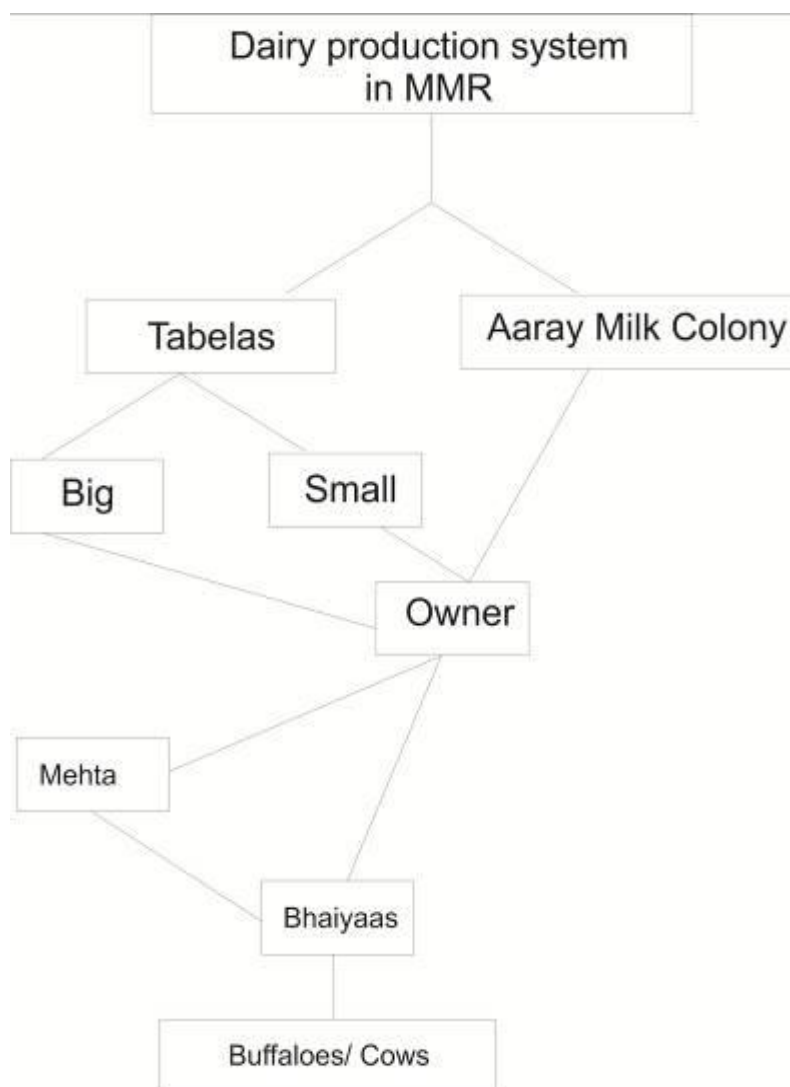 Dairy production system
in MMR
Tabelas
Aaray Milk Colony
Big
Small
Owner
Mehta
Bhaiyaas
Buffaloes/ Cows